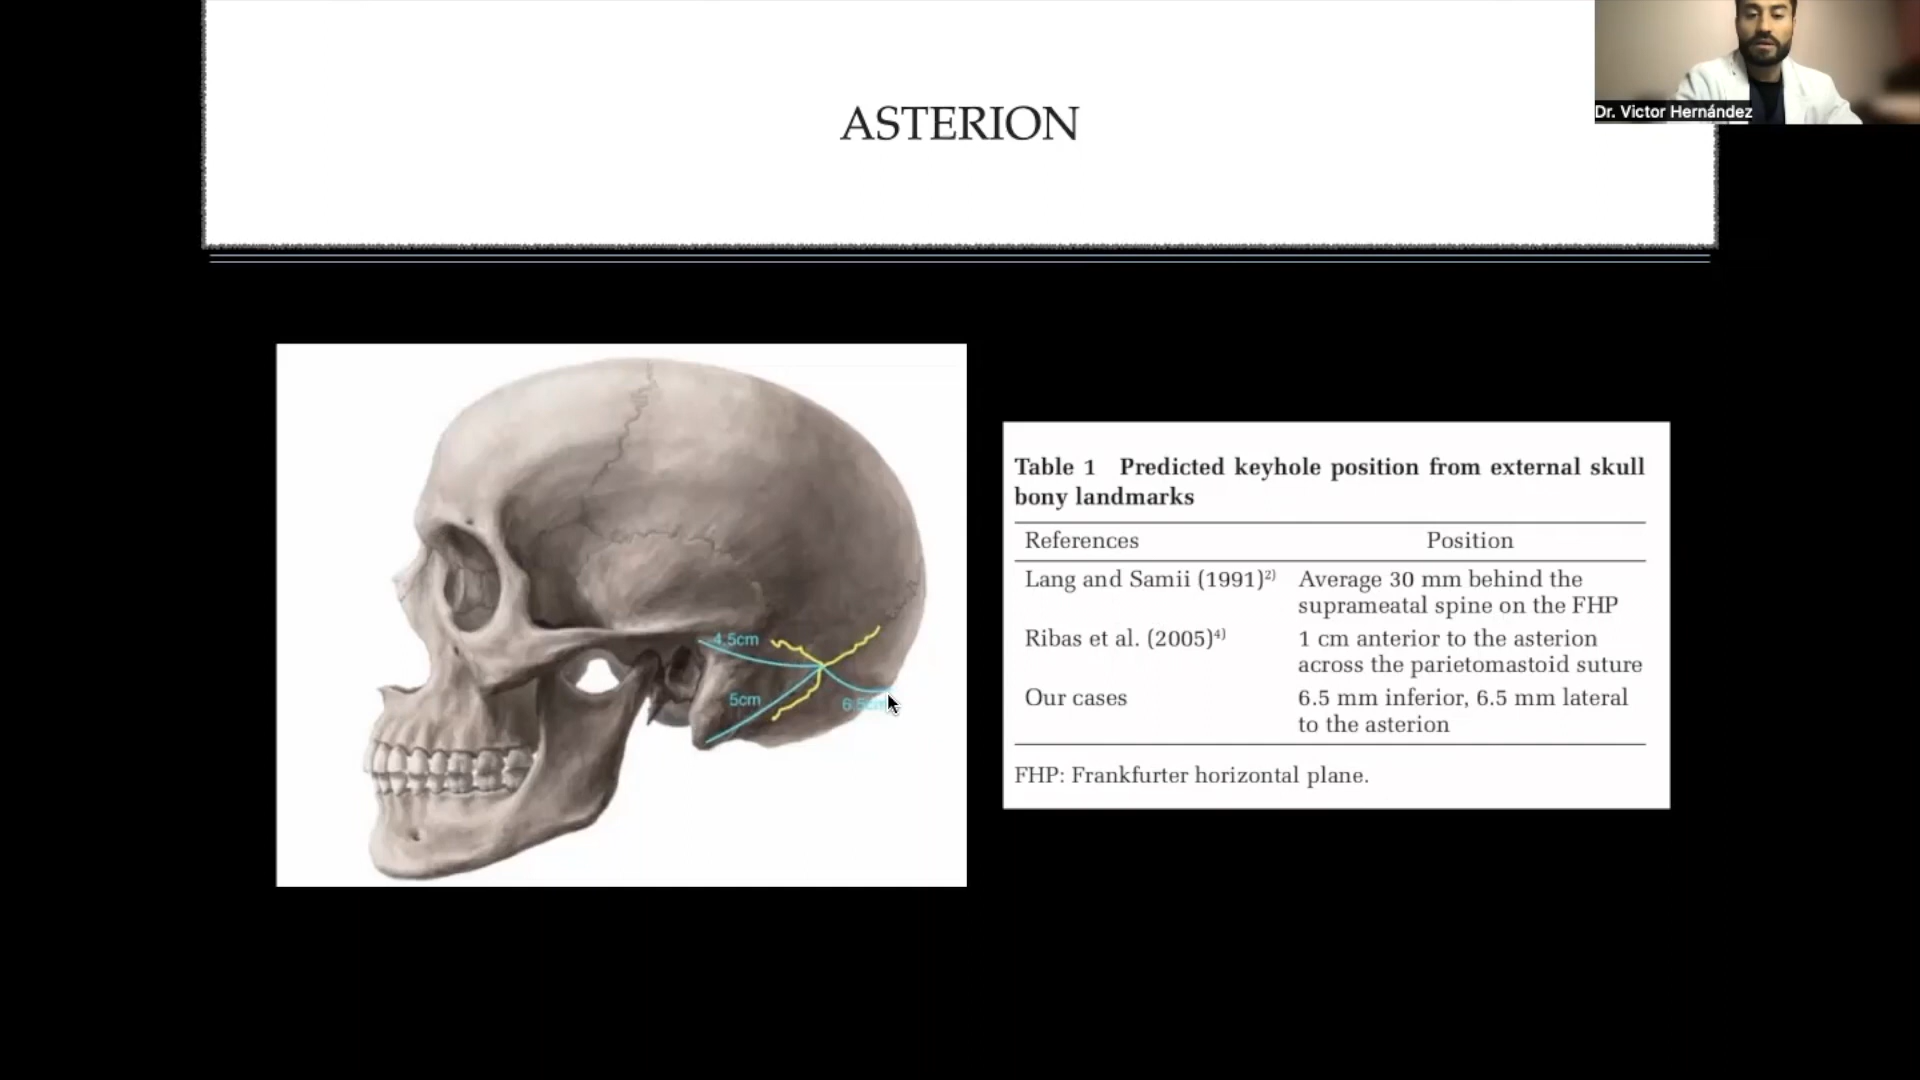 ASTERION
Dr. Victor Hernández
4.5cm
5cm
6.5cm
Table 1 Predicted keyhole position from external skull
bony landmarks
References Position
Lang and Samii (1991)2) Average 30 mm behind the
suprameatal spine on the FHP
Ribas et al. (2005)4) 1 cm anterior to the asterion
across the parietomastoid suture
Our cases 6.5 mm inferior, 6.5 mm lateral
to the asterion
FHP: Frankfurter horizontal plane.